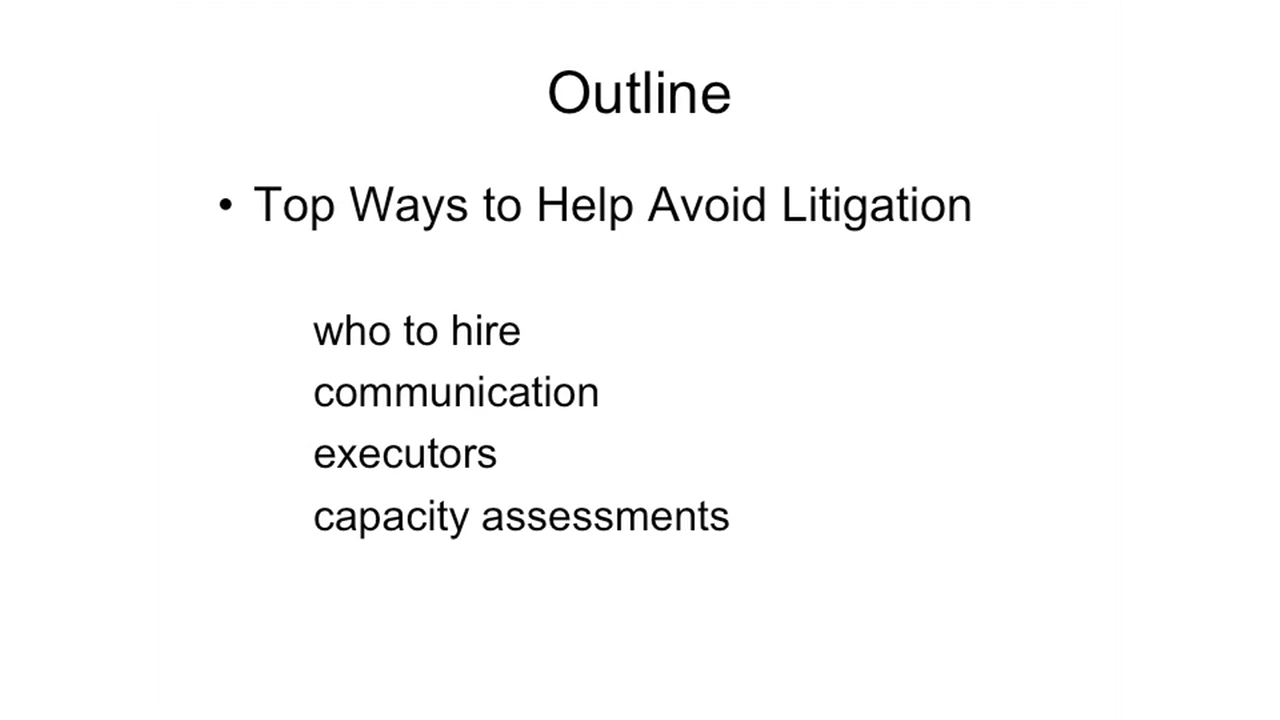 Outline
• Top Ways to Help Avoid Litigation
who to hire
communication
executors
capacity assessments